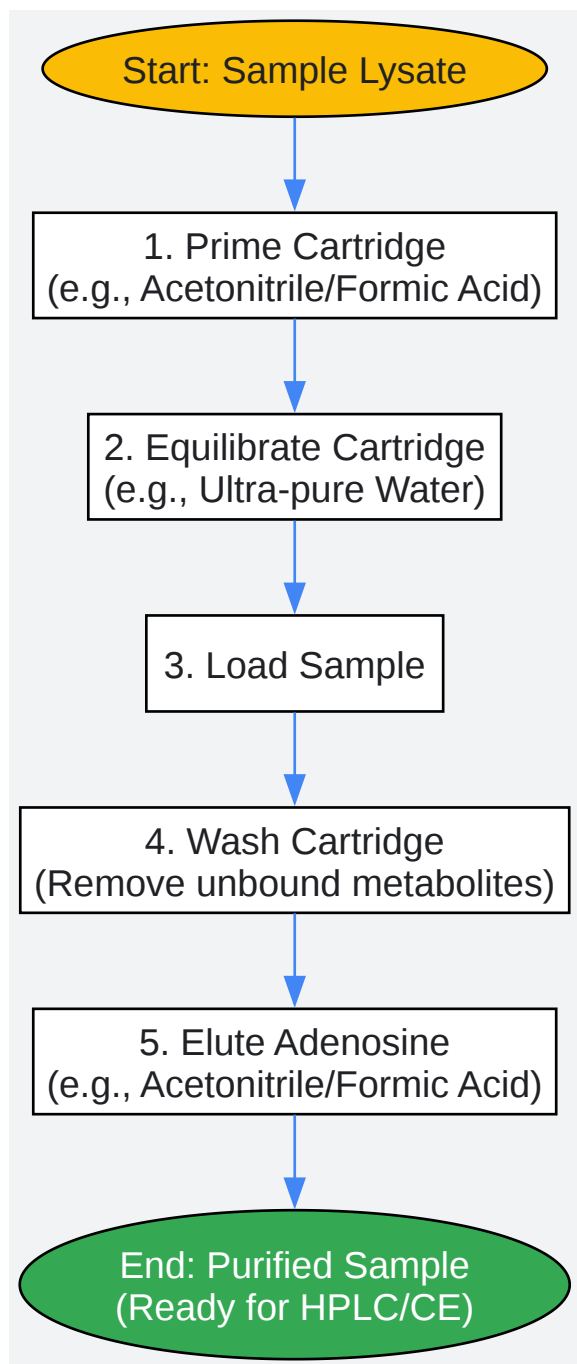 Start: Sample Lysate
1. Prime Cartridge
(e.g., Acetonitrile/Formic Acid)
2. Equilibrate Cartridge
(e.g., Ultra-pure Water)
3. Load Sample
4. Wash Cartridge
(Remove unbound metabolites)
5. Elute Adenosine
(e.g., Acetonitrile/Formic Acid)
End: Purified Sample
(Ready for HPLC/CE)